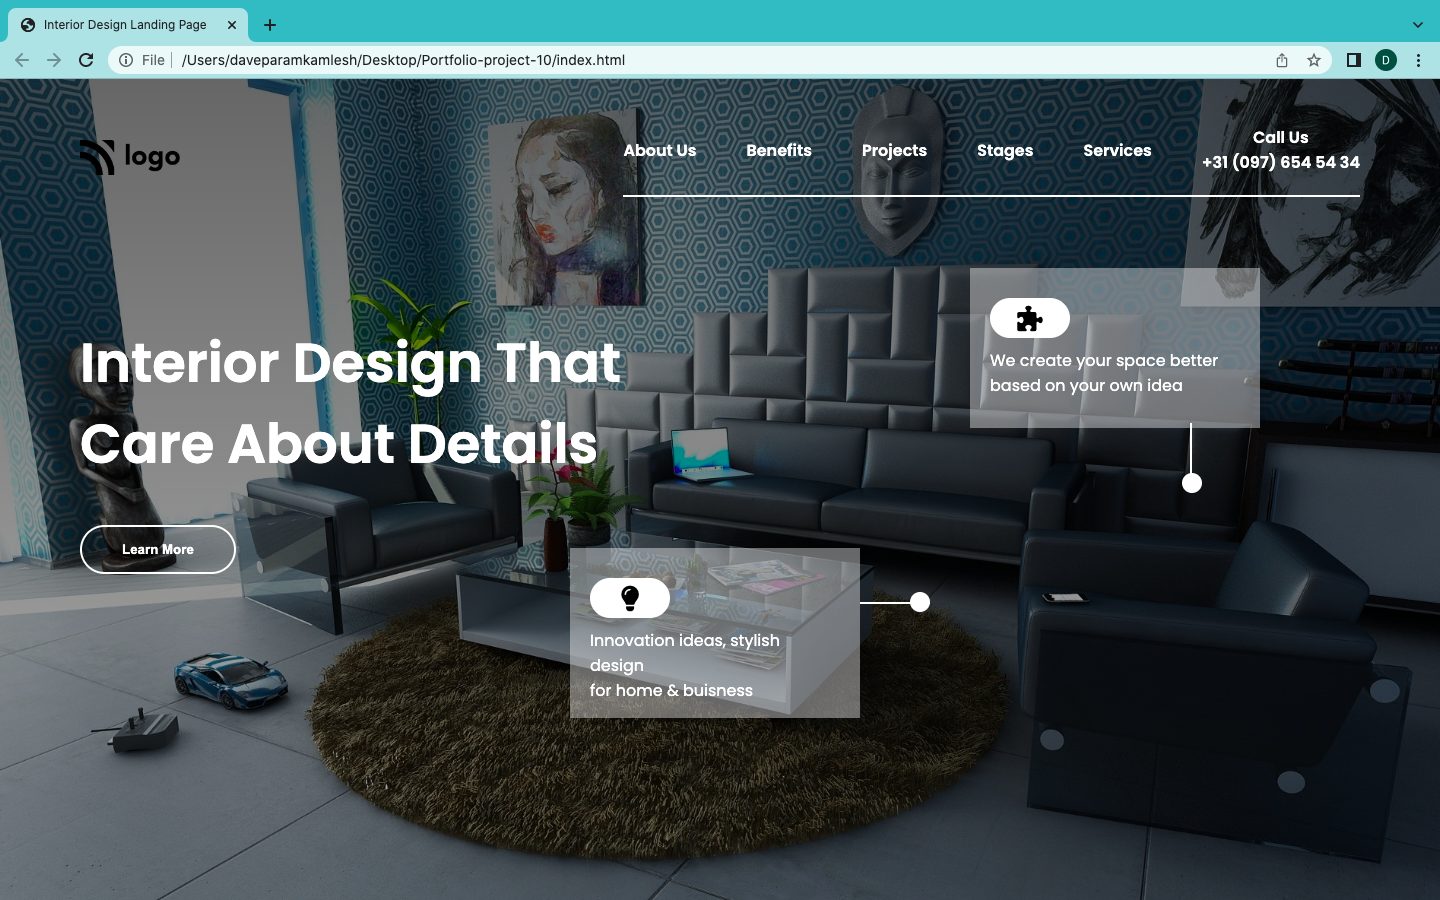 Interior Design Landing Page
File
/Users/daveparamkamlesh/Desktop/Portfolio-project-10/index.html
D
logo
About Us
Benefits
Projects
Stages
Services
Call Us
+31 (097) 654 54 34
We create your space better
based on your own idea
Interior Design That
Care About Details
Learn More
Innovation ideas, stylish
design
for home & buisness